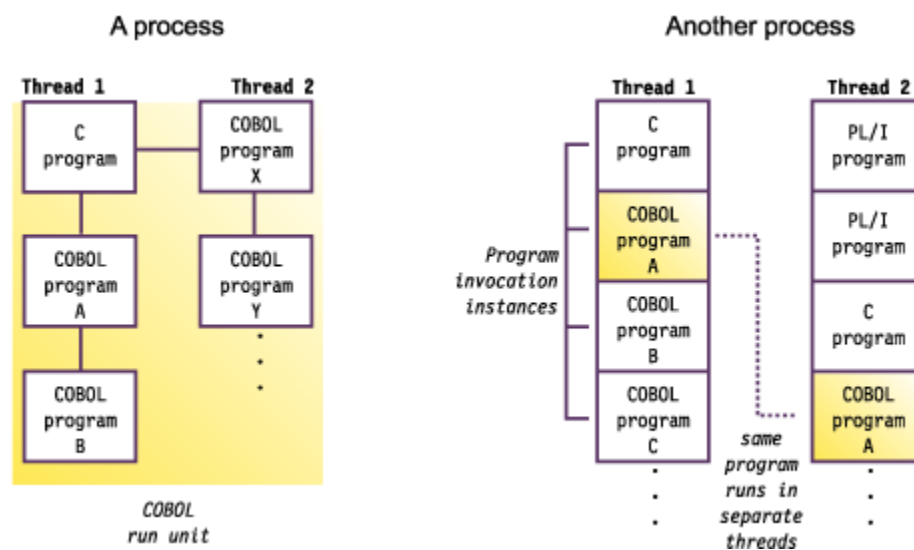 A process
Thread 1
C
program
COBOL
program
A
COBOL
program
B
Thread 2
COBOL
program
X
COBOL
program
Y
COBOL
run unit
Another process
Thread 1
C
program
COBOL
program
A
COBOL
program
B
COBOL
program
C
Program
invocation
instances
Thread 2
PL/I
program
PL/I
program
C
program
COBOL
program
A
same
program
runs in
separate
threads